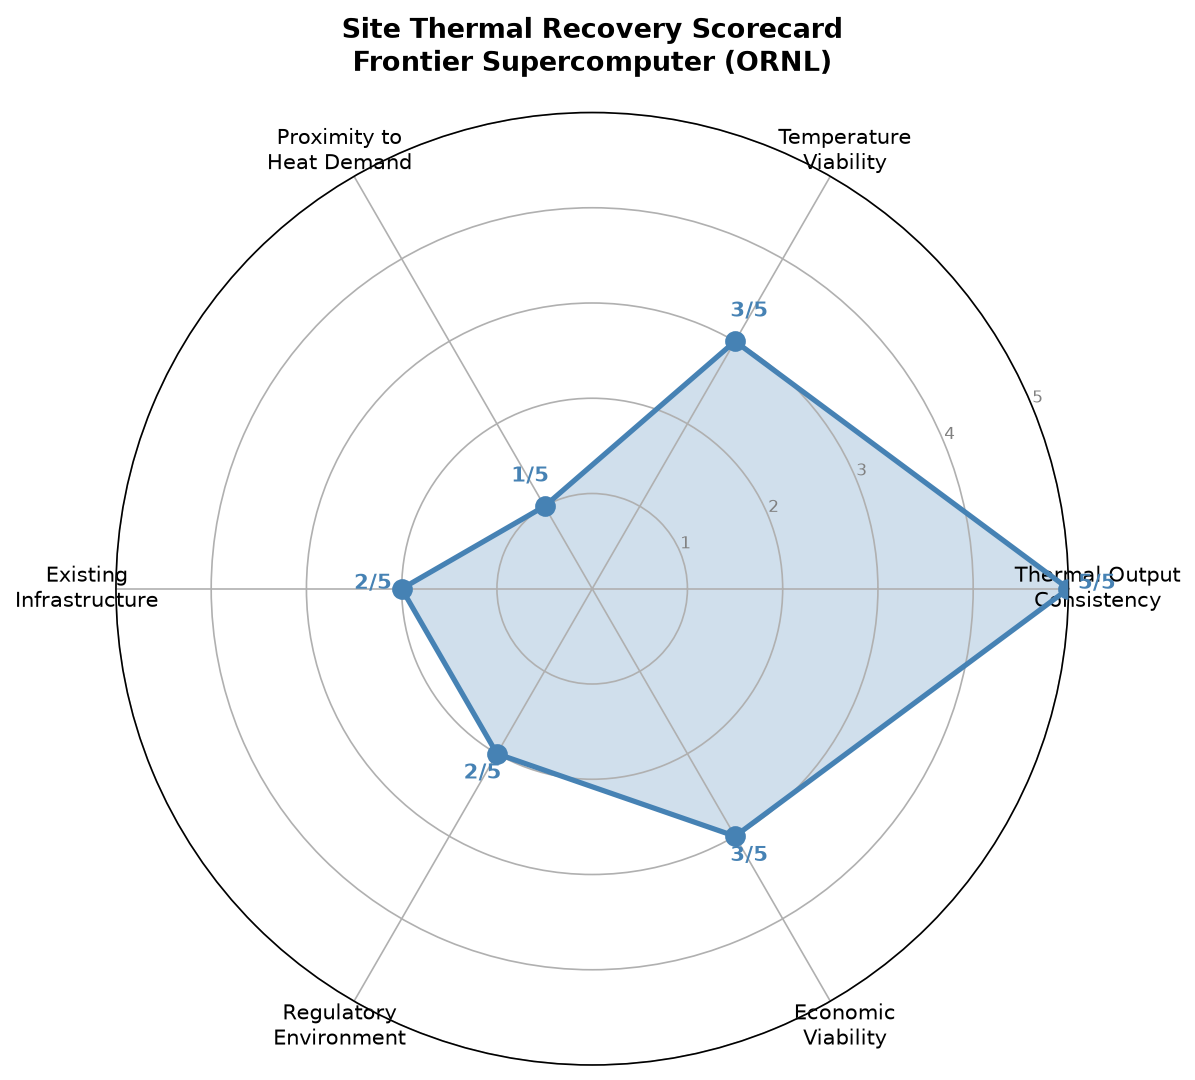 Site Thermal Recovery Scorecard
Frontier Supercomputer (ORNL)
Proximity to
Heat Demand
Temperature
Viability
3/5
5
4
3
1/5
2
1
Existing
Infrastructure
2/5
Thermal Output
Consistency
5/5
2/5
3/5
Regulatory
Environment
Economic
Viability